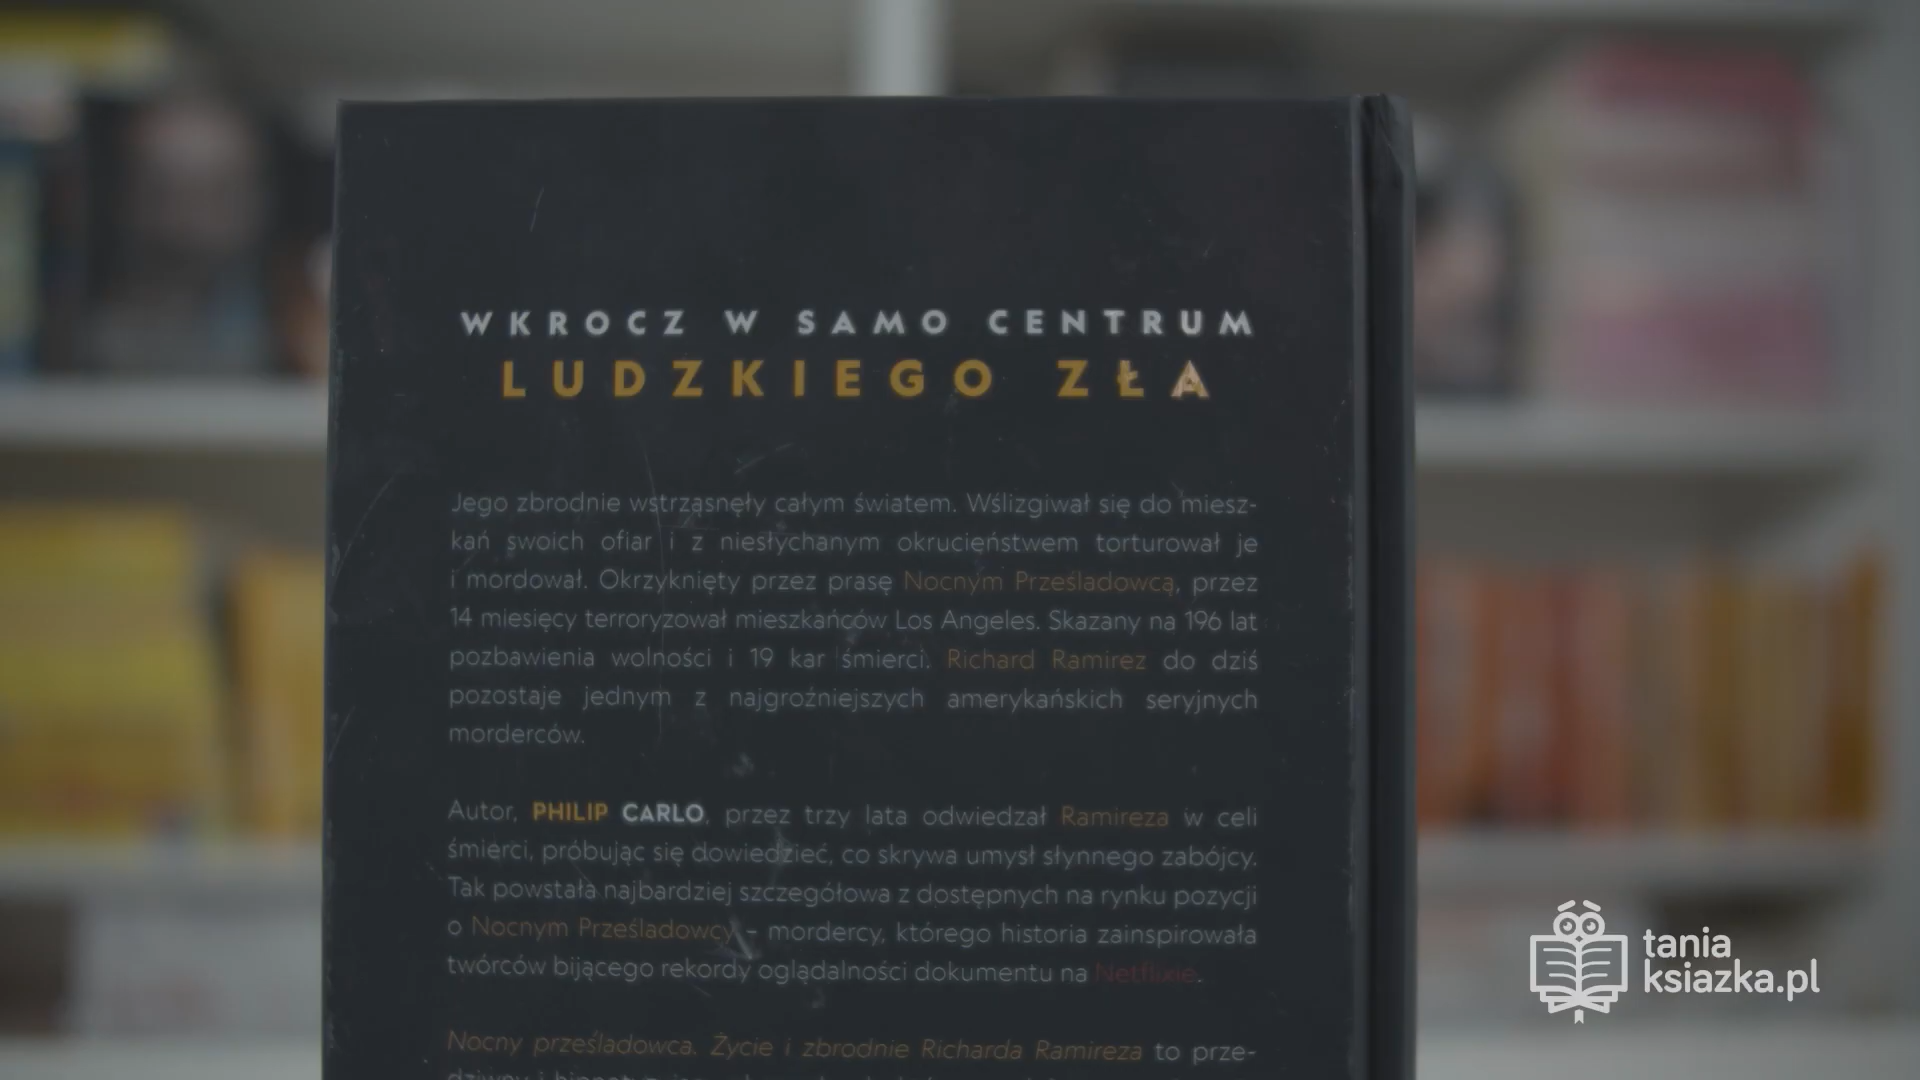 WKROCZ W SAMO CENTRUM
LUDZKIEGO ZŁA
Jego zbrodnie wstrząsnęły całym światem. Wślizgiwał się do miesz-
kań swoich ofiar i z niesłychanym okrucieństwem torturował je
i mordował. Okrzyknięty przez prasę Nocnym Prześladowcą, przez
14 miesięcy terroryzował mieszkańców Los Angeles. Skazany na 196 lat
pozbawienia wolności i 19 kar śmierci. Richard Ramirez do dziś
pozostaje jednym z najgroźniejszych amerykańskich seryjnych
morderców.
Autor, PHILIP CARLO, przez trzy lata odwiedzał Ramireza w celi
śmierci, próbując się dowiedzieć, co skrywa umysł słynnego zabójcy.
Tak powstała najbardziej szczegółowa z dostępnych na rynku pozycji
o Nocnym Prześladowcy – mordercy, którego historia zainspirowała
twórców bijącego rekordy oglądalności dokumentu na Netflixie.
Nocny prześladowca. Życie i zbrodnie Richarda Ramireza to prze-
tania
ksiazka.pl